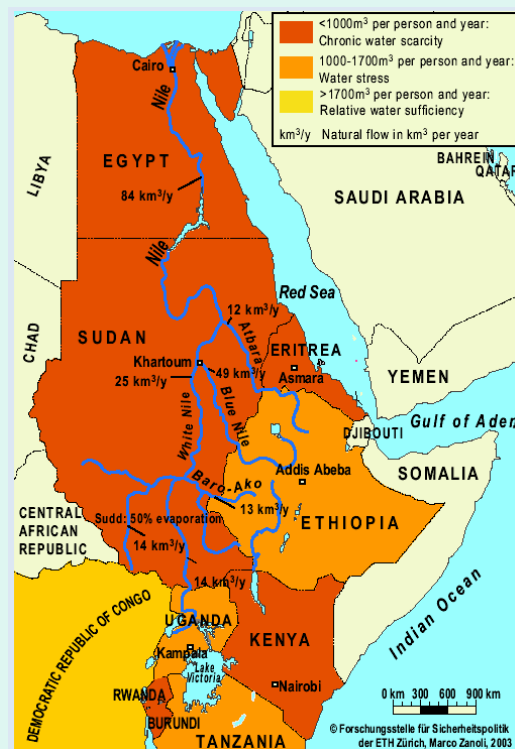 <1000m³ per person and year:
Chronic water scarcity
1000-1700m³ per person and year:
Water stress
>1700m³ per person and year:
Relative water sufficiency
km³/y Natural flow in km³ per year
Cairo
Nile
EGYPT
LIBYA
84 km³/y
BAHREIN
QATAR
SAUDI ARABIA
Nile
Red Sea
12 km³/y
SUDAN
Atbara
CHAD
ERITREA
Khartoum
49 km³/y
Asmara
25 km³/y
YEMEN
White Nile
Blue Nile
Gulf of Aden
DJIBOUTI
Addis Abeba
SOMALIA
Baro-Ako
13 km³/y
ETHIOPIA
CENTRAL
AFRICAN
REPUBLIC
Sudd: 50% evaporation
14 km³/y
14 km³/y
Indian Ocean
DEMOCRATIC REPUBLIC OF CONGO
UGANDA
KENYA
Kampala
Lake
Victoria
Nairobi
RWANDA
BURUNDI
0 km 300 600 900 km
TANZANIA
© Forschungsstelle für Sicherheitspolitik
der ETH Zürich, Marco Zanoli, 2003